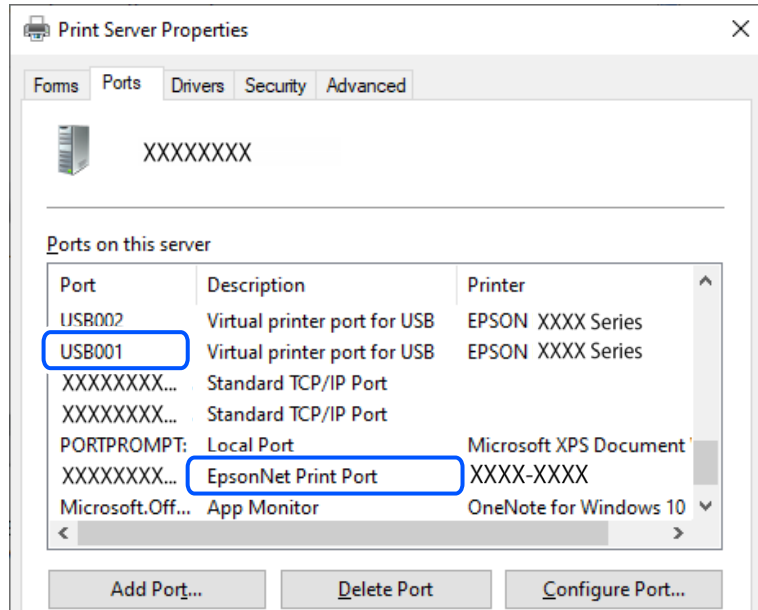 Print Server Properties
Forms Ports Drivers Security Advanced
XXXXXXXX
Ports on this server
Port Description Printer
USB002 Virtual printer port for USB EPSON XXXX Series
USB001 Virtual printer port for USB EPSON XXXX Series
XXXXXXXX... Standard TCP/IP Port
XXXXXXXX... Standard TCP/IP Port
PORTPROMPT: Local Port Microsoft XPS Document
XXXXXXXX... EpsonNet Print Port XXXX-XXXX
Microsoft.Off... App Monitor OneNote for Windows 10
Add Port... Delete Port Configure Port...